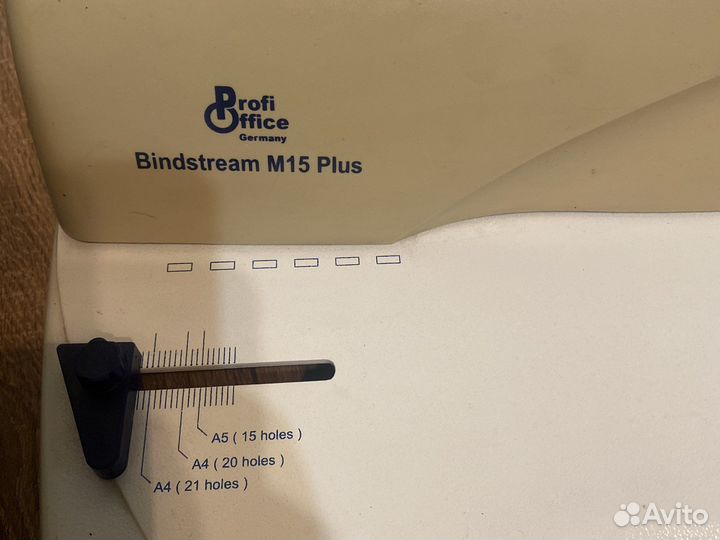 Profi
Office
Germany
Bindstream M15 Plus
A5 ( 15 holes )
A4 ( 20 holes )
A4 ( 21 holes )
Avito